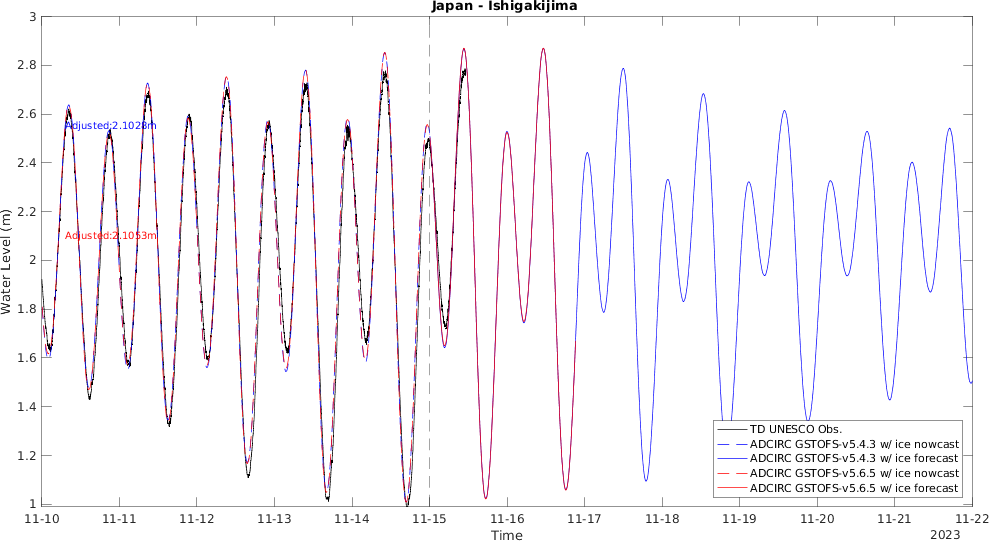 Japan - Ishigakijima
Water Level (m)
3
2.8
2.6
2.4
2.2
2
1.8
1.6
1.4
1.2
1
Adjusted:2.1028m
Adjusted:2.1053m
TD UNESCO Obs.
ADCIRC GSTOFS-v5.4.3 w/ ice nowcast
ADCIRC GSTOFS-v5.4.3 w/ ice forecast
ADCIRC GSTOFS-v5.6.5 w/ ice nowcast
ADCIRC GSTOFS-v5.6.5 w/ ice forecast
11-10 11-11 11-12 11-13 11-14 11-15 11-16 11-17 11-18 11-19 11-20 11-21 11-22
Time
2023